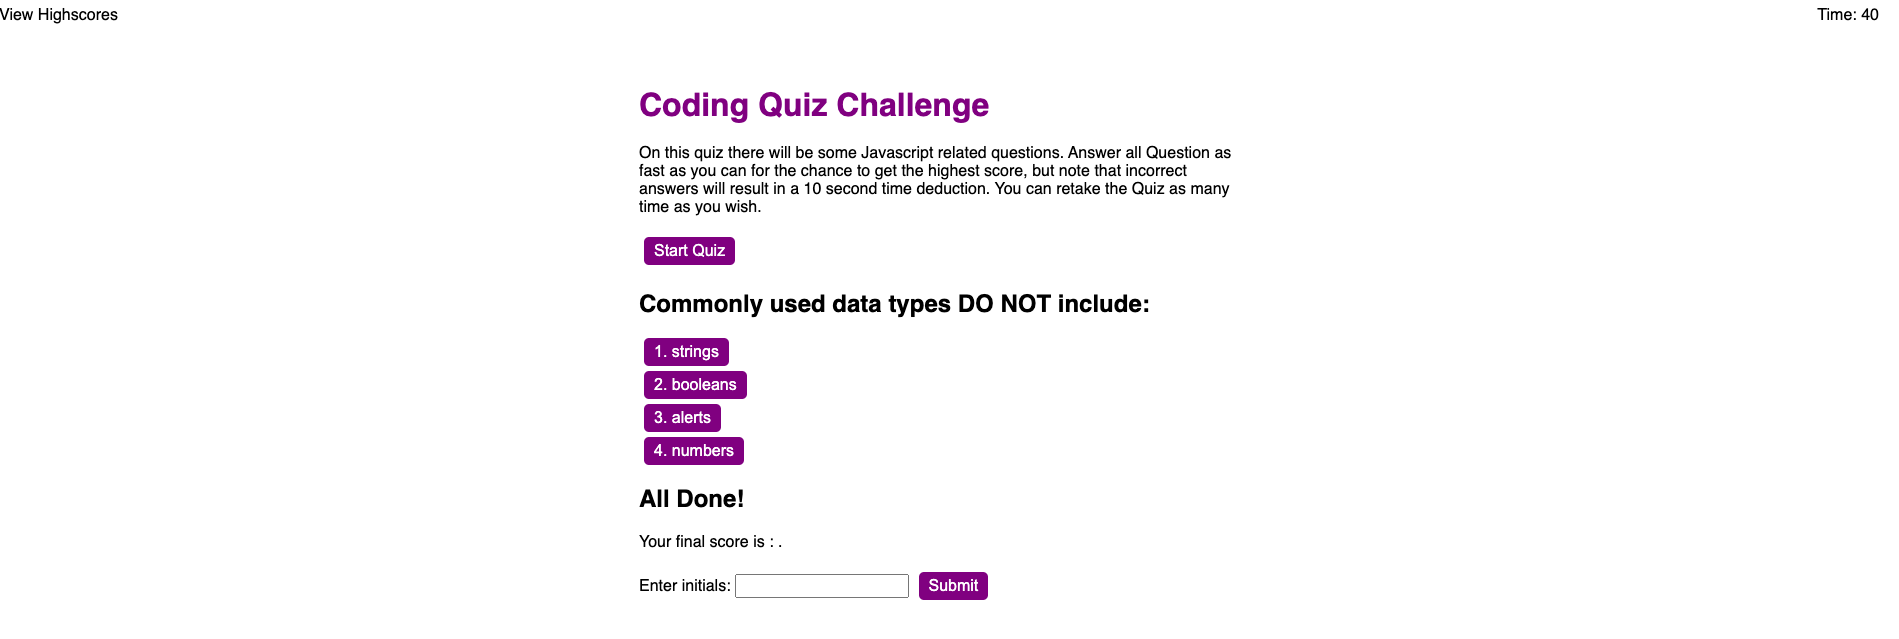 View Highscores
Time: 40
Coding Quiz Challenge
On this quiz there will be some Javascript related questions. Answer all Question as
fast as you can for the chance to get the highest score, but note that incorrect
answers will result in a 10 second time deduction. You can retake the Quiz as many
time as you wish.
Start Quiz
Commonly used data types DO NOT include:
1. strings
2. booleans
3. alerts
4. numbers
All Done!
Your final score is : .
Enter initials:
Submit